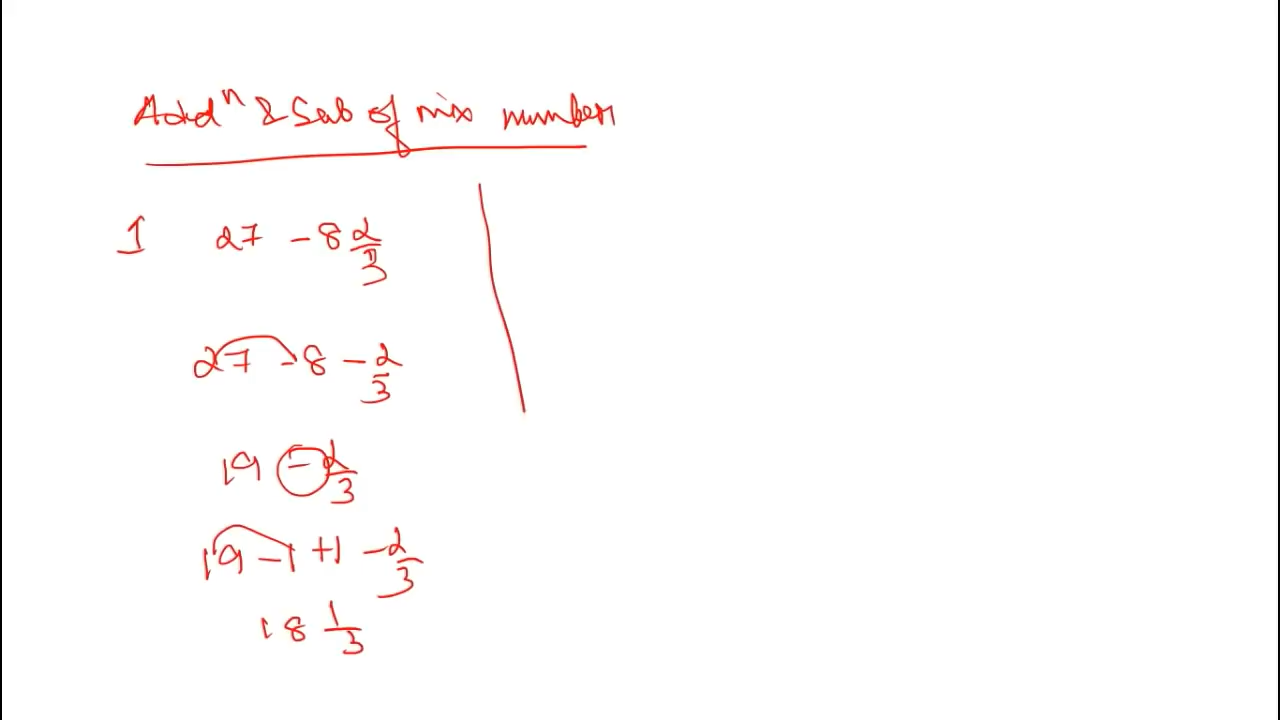 Addⁿ & Sub of mix number
1 27 - 8 2/3
27 - 8 - 2/3
19 - 2/3
19 - 1 + 1 - 2/3
18 1/3